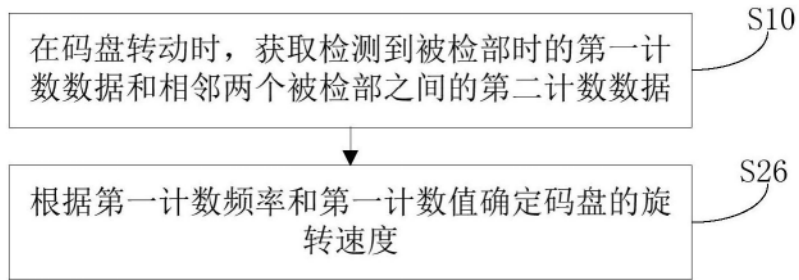 S10
在码盘转动时，获取检测到被检部时的第一计
数数据和相邻两个被检部之间的第二计数数据
S26
根据第一计数频率和第一计数值确定码盘的旋
转速度